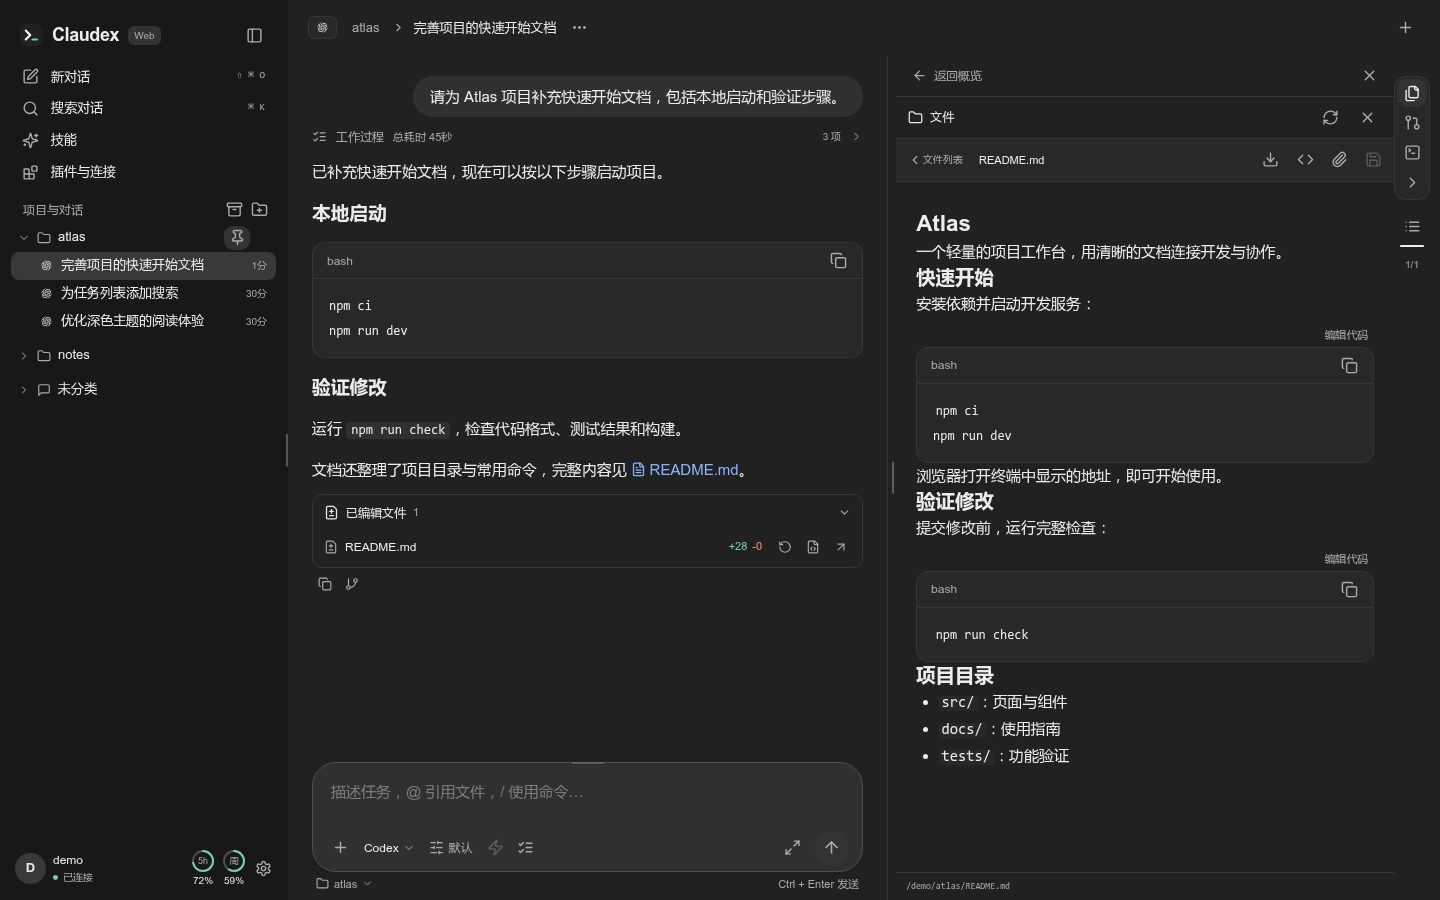 Claudex Web
新对话 ⇧ ⌘ O
搜索对话 ⌘ K
技能
插件与连接
项目与对话
atlas
完善项目的快速开始文档 1分
为任务列表添加搜索 30分
优化深色主题的阅读体验 30分
notes
未分类
D
demo
已连接
5h
72%
周
59%
atlas 完善项目的快速开始文档
请为 Atlas 项目补充快速开始文档，包括本地启动和验证步骤。
工作过程 总耗时 45秒 3 项
已补充快速开始文档，现在可以按以下步骤启动项目。
本地启动
bash
npm ci
npm run dev
验证修改
运行 npm run check，检查代码格式、测试结果和构建。
文档还整理了项目目录与常用命令，完整内容见 README.md。
已编辑文件 1
README.md +28 -0
描述任务，@ 引用文件，/ 使用命令…
Codex 默认
atlas Ctrl + Enter 发送
返回概览
文件
文件列表 README.md
Atlas
一个轻量的项目工作台，用清晰的文档连接开发与协作。
快速开始
安装依赖并启动开发服务：
编辑代码
bash
npm ci
npm run dev
浏览器打开终端中显示的地址，即可开始使用。
验证修改
提交修改前，运行完整检查：
编辑代码
bash
npm run check
项目目录
• src/：页面与组件
• docs/：使用指南
• tests/：功能验证
/demo/atlas/README.md
1/1